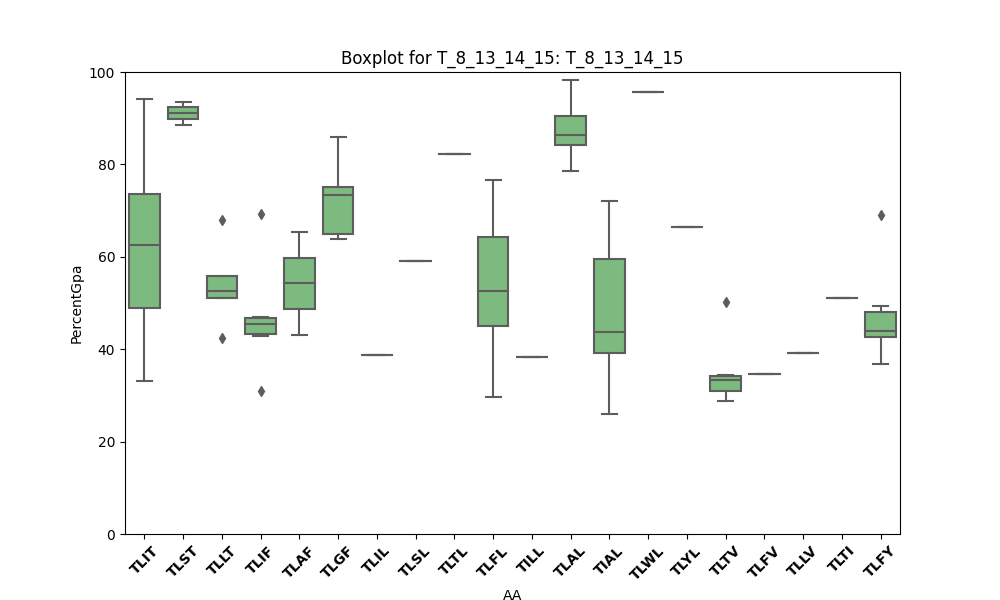 Boxplot for T_8_13_14_15: T_8_13_14_15
100
80
60
40
20
0
PercentGpa
TLIT TLST TLLT TLIF TLAF TLGF TLIL TLSL TLTL TLFL TILL TLAL TIAL TLWL TLYL TLTV TLFV TLLV TLTI TLFY
AA